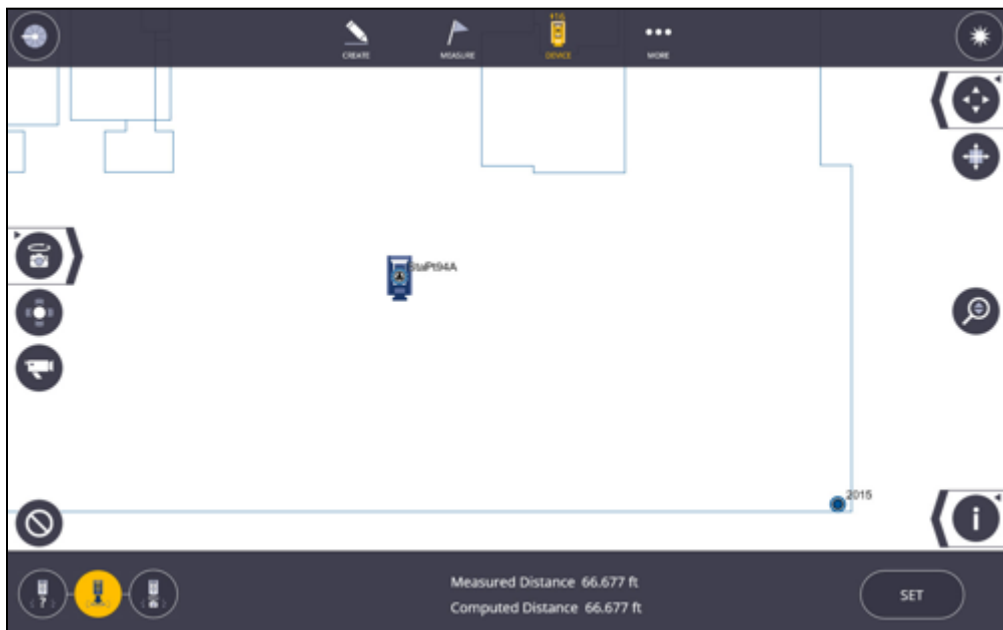 CREATE
MEASURE
DEVICE
MORE
StaPt94A
2015
Measured Distance 66.677 ft
Computed Distance 66.677 ft
SET